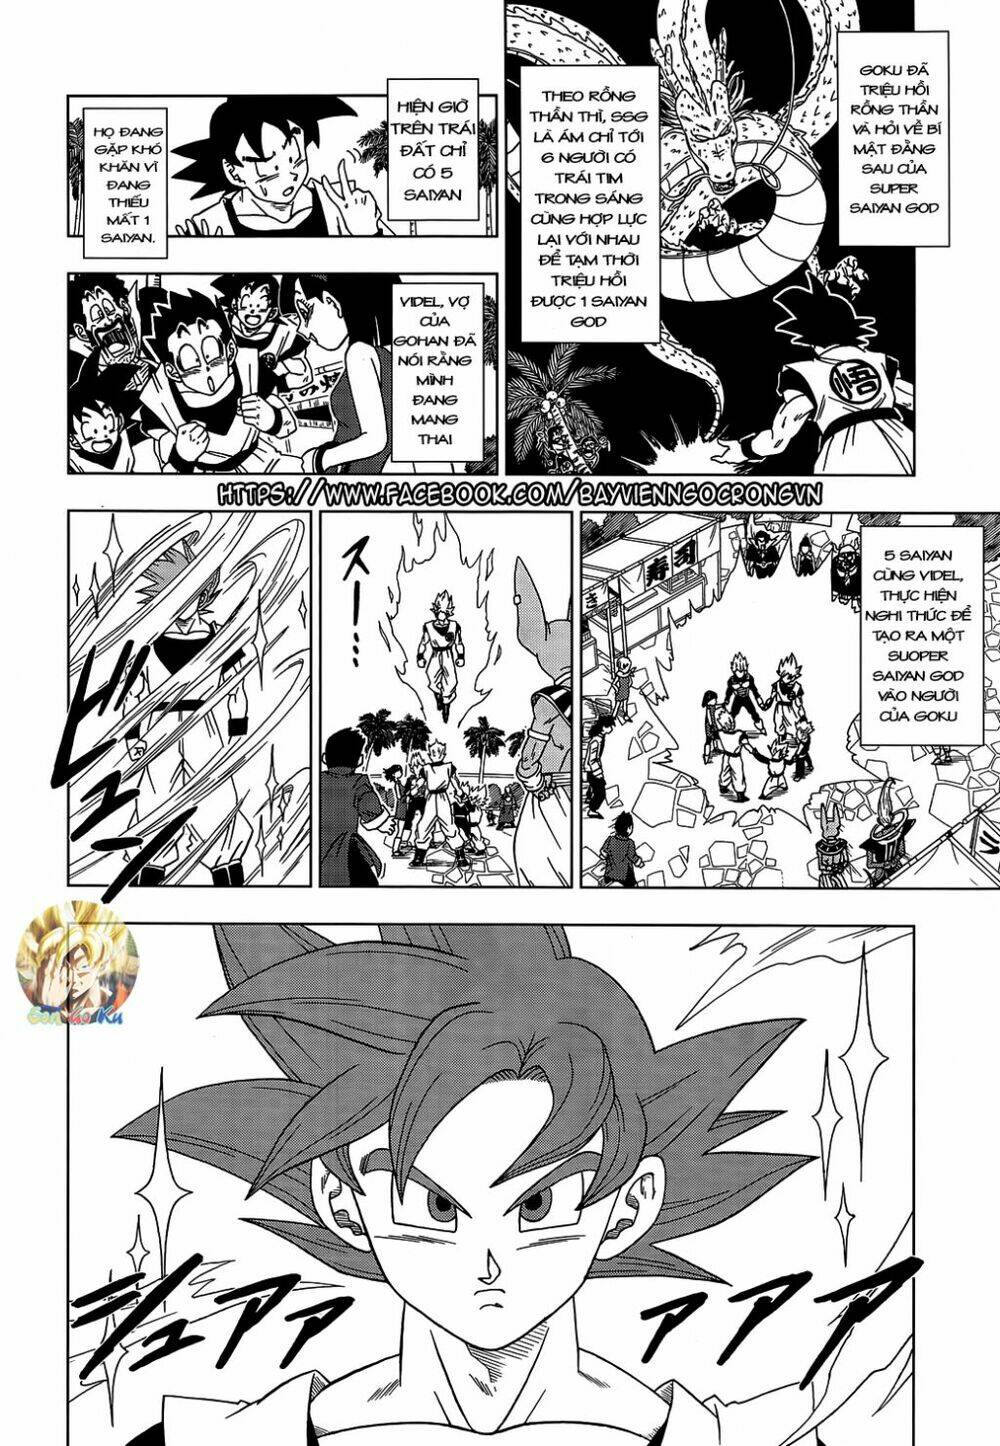 GOKU ĐÃ
TRIỆU HỒI
RỒNG THẦN
VÀ HỎI VỀ BÍ
MẬT ĐẰNG
SAU CỦA
SUPER
SAIYAN GOD
THEO RỒNG
THẦN THÌ, SSG
LÀ ÁM CHỈ TỚI
6 NGƯỜI CÓ
TRÁI TIM
TRONG SÁNG
CÙNG HỢP LỰC
LẠI VỚI NHAU
ĐỂ TẠM THỜI
TRIỆU HỒI
ĐƯỢC 1 SAIYAN
GOD
悟
HIỆN GIỜ
TRÊN TRÁI
ĐẤT CHỈ
CÓ 5
SAIYAN
HỌ ĐANG
GẶP KHÓ
KHĂN VÌ
ĐANG
THIẾU
MẤT 1
SAIYAN.
VIDEL, VỢ
CỦA
GOHAN ĐÃ
NÓI RẰNG
MÌNH
ĐANG
MANG
THAI
HTTPS://WWW.FACEBOOK.COM/BAYVIENNGOCRONGVN
5 SAIYAN
CÙNG VIDEL,
THỰC HIỆN
NGHI THỨC ĐỂ
TẠO RA MỘT
SUOPER
SAIYAN GOD
VÀO NGƯỜI
CỦA GOKU
寿司
スー…
ビュー
Son Go Ku
シュアア
アアア